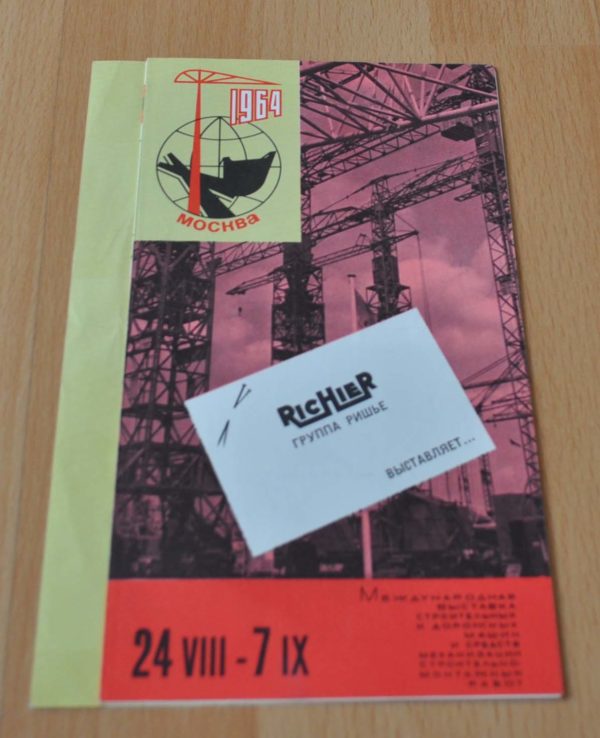 1964
МОСКВА
RICHIER
ГРУППА РИШЬЕ
ВЫСТАВЛЯЕТ...
24 VIII - 7 IX
МЕЖДУНАРОДНАЯ
ВЫСТАВКА
СТРОИТЕЛЬНЫХ
И ДОРОЖНЫХ
МАШИН
И СРЕДСТВ
МЕХАНИЗАЦИИ
СТРОИТЕЛЬНО-
МОНТАЖНЫХ
РАБОТ